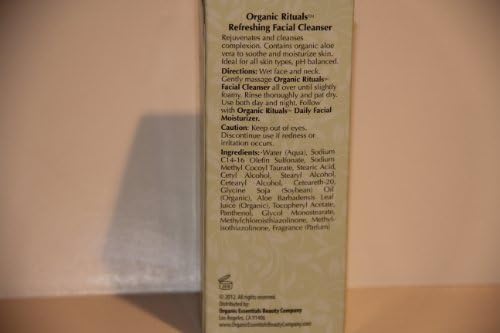 Organic Rituals™
Refreshing Facial Cleanser
Rejuvenates and cleanses
complexion. Contains organic aloe
vera to soothe and moisturize skin.
Ideal for all skin types, pH balanced.
Directions: Wet face and neck.
Gently massage Organic Rituals™
Facial Cleanser all over until slightly
foamy. Rinse thoroughly and pat dry.
Use both day and night. Follow
with Organic Rituals™ Daily Facial
Moisturizer.
Caution: Keep out of eyes.
Discontinue use if redness or
irritation occurs.
Ingredients: Water (Aqua), Sodium
C14-16 Olefin Sulfonate, Sodium
Methyl Cocoyl Taurate, Stearic Acid,
Cetyl Alcohol, Stearyl Alcohol,
Cetearyl Alcohol, Ceteareth-20,
Glycine Soja (Soybean) Oil
(Organic), Aloe Barbadensis Leaf
Juice (Organic), Tocopheryl Acetate,
Panthenol, Glycol Monostearate,
Methylchloroisothiazolinone, Methyl-
isothiazolinone, Fragrance (Parfum)
© 2012. All rights reserved.
Distributed by:
Organic Essentials Beauty Company
Los Angeles, CA 11406
www.OrganicEssentialsBeautyCompany.com